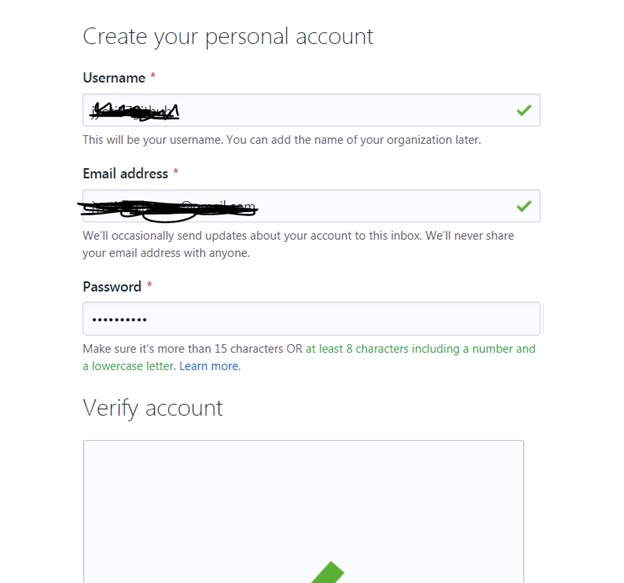 Create your personal account
Username *
This will be your username. You can add the name of your organization later.
Email address *
We'll occasionally send updates about your account to this inbox. We'll never share
your email address with anyone.
Password *
••••••••••
Make sure it's more than 15 characters OR at least 8 characters including a number and
a lowercase letter. Learn more.
Verify account